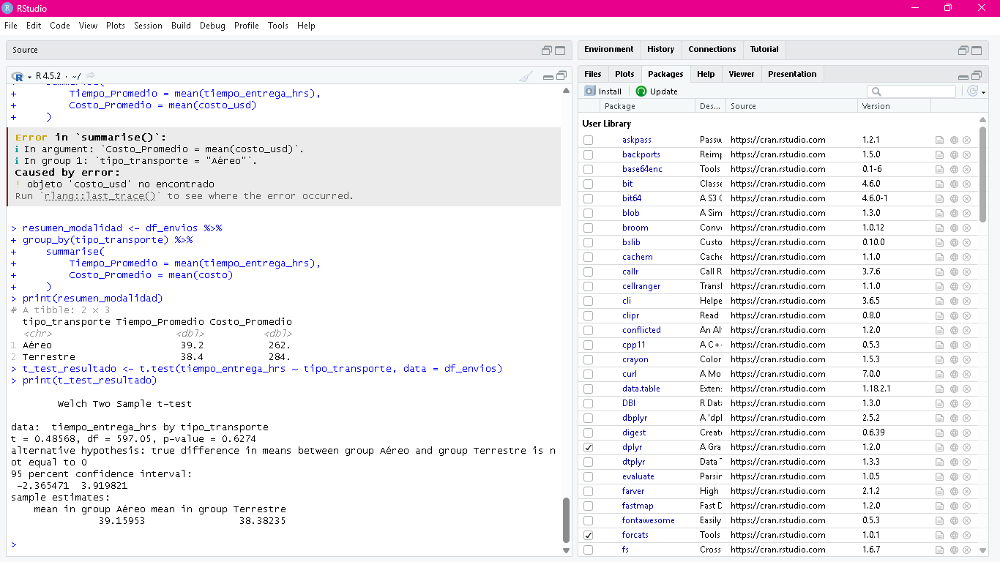 RStudio
File Edit Code View Plots Session Build Debug Profile Tools Help
Source
R 4.5.2 · ~/
+ Tiempo_Promedio = mean(tiempo_entrega_hrs),
+ Costo_Promedio = mean(costo_usd)
+ )
Error in `summarise()`:
ℹ In argument: `Costo_Promedio = mean(costo_usd)`.
ℹ In group 1: `tipo_transporte = "Aéreo"`.
Caused by error:
! objeto 'costo_usd' no encontrado
Run `rlang::last_trace()` to see where the error occurred.
> resumen_modalidad <- df_envios %>%
+ group_by(tipo_transporte) %>%
+ summarise(
+ Tiempo_Promedio = mean(tiempo_entrega_hrs),
+ Costo_Promedio = mean(costo)
+ )
> print(resumen_modalidad)
# A tibble: 2 × 3
tipo_transporte Tiempo_Promedio Costo_Promedio
<chr> <dbl> <dbl>
1 Aéreo 39.2 262.
2 Terrestre 38.4 284.
> t_test_resultado <- t.test(tiempo_entrega_hrs ~ tipo_transporte, data = df_envios)
> print(t_test_resultado)
Welch Two Sample t-test
data: tiempo_entrega_hrs by tipo_transporte
t = 0.48568, df = 597.05, p-value = 0.6274
alternative hypothesis: true difference in means between group Aéreo and group Terrestre is n
ot equal to 0
95 percent confidence interval:
-2.365471 3.919821
sample estimates:
mean in group Aéreo mean in group Terrestre
39.15953 38.38235
>
Environment History Connections Tutorial
Files Plots Packages Help Viewer Presentation
Install Update
Package Des... Source Version
User Library
askpass Passw https://cran.rstudio.com 1.2.1
backports Reimp https://cran.rstudio.com 1.5.0
base64enc Tools https://cran.rstudio.com 0.1-6
bit Classe https://cran.rstudio.com 4.6.0
bit64 A S3 C https://cran.rstudio.com 4.6.0-1
blob A Sim https://cran.rstudio.com 1.3.0
broom Conv https://cran.rstudio.com 1.0.12
bslib Custo https://cran.rstudio.com 0.10.0
cachem Cache https://cran.rstudio.com 1.1.0
callr Call R https://cran.rstudio.com 3.7.6
cellranger Transl https://cran.rstudio.com 1.1.0
cli Helpe https://cran.rstudio.com 3.6.5
clipr Read https://cran.rstudio.com 0.8.0
conflicted An Al https://cran.rstudio.com 1.2.0
cpp11 A C+ https://cran.rstudio.com 0.5.3
crayon Color https://cran.rstudio.com 1.5.3
curl A Mo https://cran.rstudio.com 7.0.0
data.table Exten https://cran.rstudio.com 1.18.2.1
DBI R Dat https://cran.rstudio.com 1.3.0
dbplyr A 'dpl https://cran.rstudio.com 2.5.2
digest Creat https://cran.rstudio.com 0.6.39
dplyr A Gra https://cran.rstudio.com 1.2.0
dtplyr Data https://cran.rstudio.com 1.3.3
evaluate Parsin https://cran.rstudio.com 1.0.5
farver High https://cran.rstudio.com 2.1.2
fastmap Fast D https://cran.rstudio.com 1.2.0
fontawesome Easily https://cran.rstudio.com 0.5.3
forcats Tools https://cran.rstudio.com 1.0.1
fs Cross https://cran.rstudio.com 1.6.7